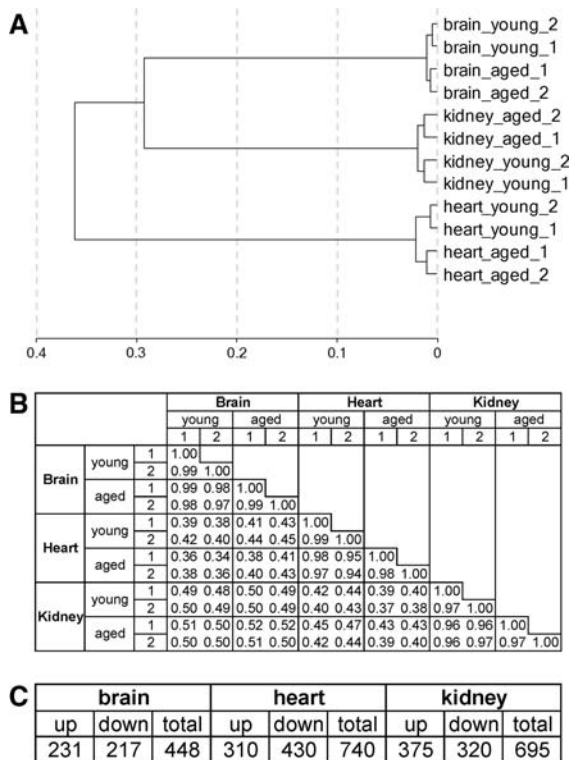 A
brain_young_2
brain_young_1
brain_aged_1
brain_aged_2
kidney_aged_2
kidney_aged_1
kidney_young_2
kidney_young_1
heart_young_2
heart_young_1
heart_aged_1
heart_aged_2
0.4 0.3 0.2 0.1 0
B
Brain Heart Kidney
young aged young aged young aged
1 2 1 2 1 2 1 2 1 2 1 2
Brain young 1 1.00
2 0.99 1.00
aged 1 0.99 0.98 1.00
2 0.98 0.97 0.99 1.00
Heart young 1 0.39 0.38 0.41 0.43 1.00
2 0.42 0.40 0.44 0.45 0.99 1.00
aged 1 0.36 0.34 0.38 0.41 0.98 0.95 1.00
2 0.38 0.36 0.40 0.43 0.97 0.94 0.98 1.00
Kidney young 1 0.49 0.48 0.50 0.49 0.42 0.44 0.39 0.40 1.00
2 0.50 0.49 0.50 0.49 0.40 0.43 0.37 0.38 0.97 1.00
aged 1 0.51 0.50 0.52 0.52 0.45 0.47 0.43 0.43 0.96 0.96 1.00
2 0.50 0.50 0.51 0.50 0.42 0.44 0.39 0.40 0.96 0.97 0.97 1.00
C
brain heart kidney
up down total up down total up down total
231 217 448 310 430 740 375 320 695